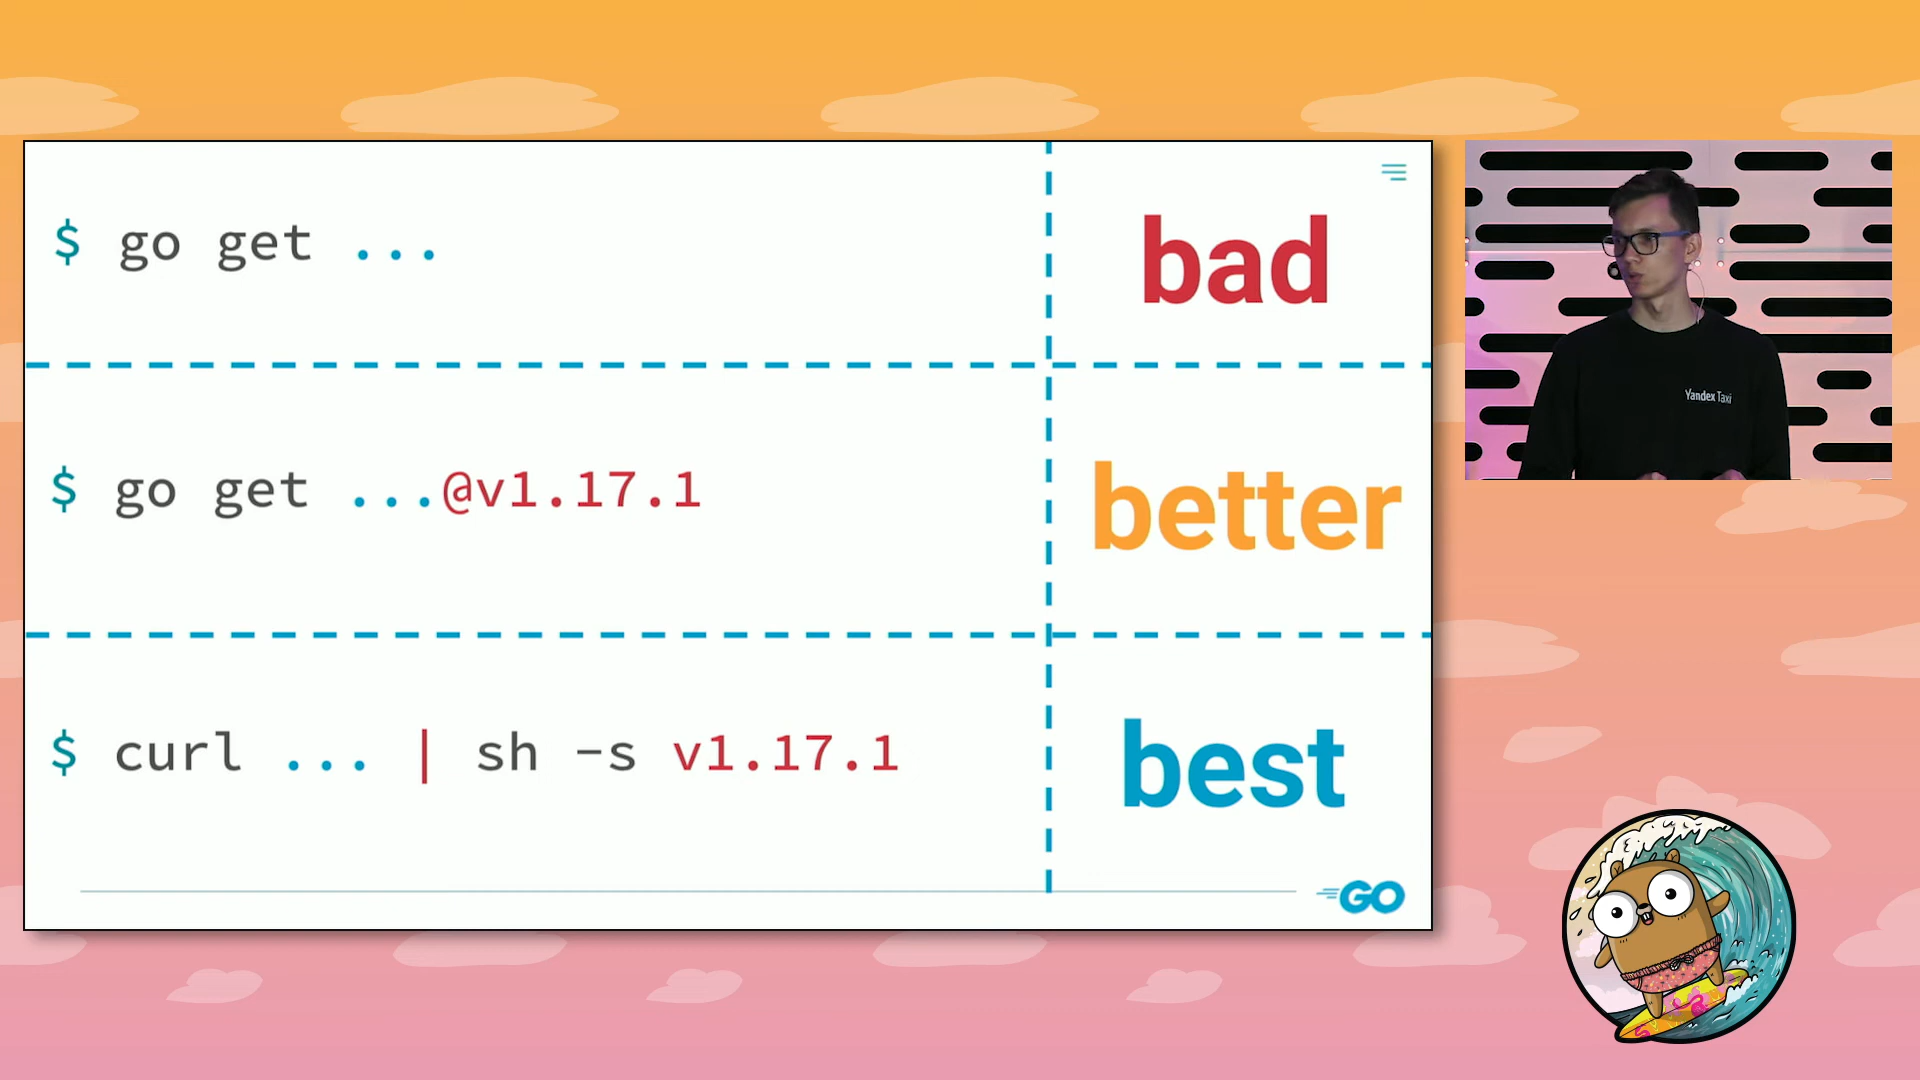 $ go get ...
bad
$ go get ...@v1.17.1
better
$ curl ... | sh -s v1.17.1
best
GO
Yandex Taxi